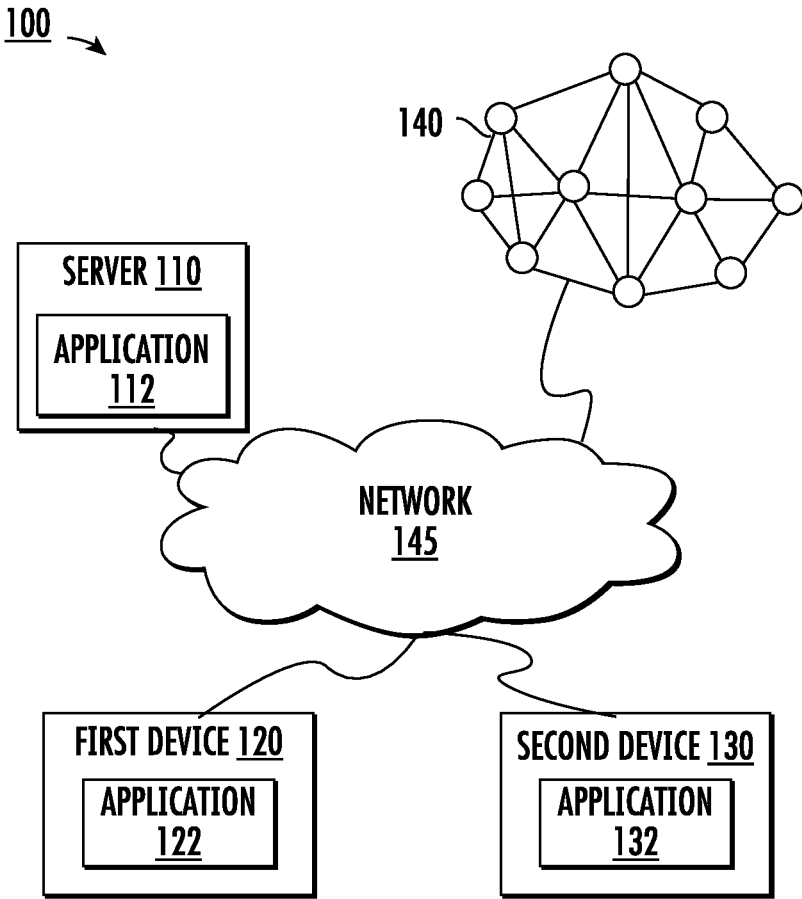 100
140
SERVER 110
APPLICATION
112
NETWORK
145
FIRST DEVICE 120
APPLICATION
122
SECOND DEVICE 130
APPLICATION
132